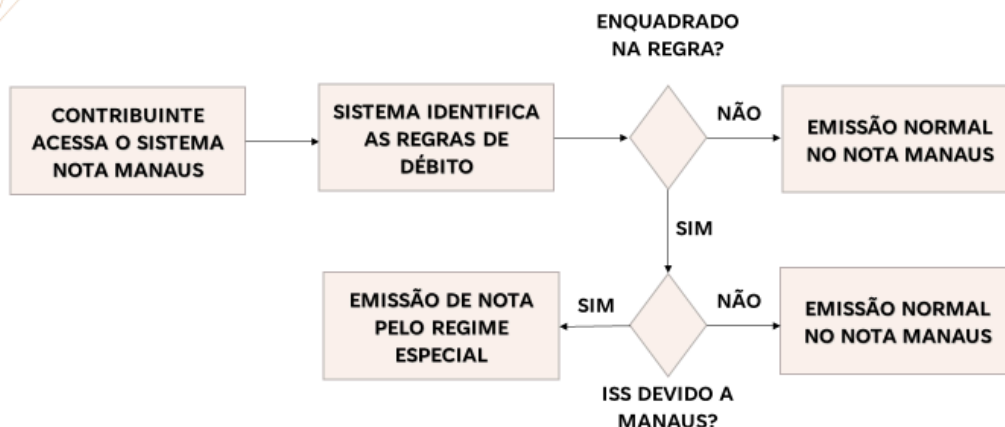 ENQUADRADO
NA REGRA?
CONTRIBUINTE
ACESSA O SISTEMA
NOTA MANAUS
SISTEMA IDENTIFICA
AS REGRAS DE
DÉBITO
NÃO
EMISSÃO NORMAL
NO NOTA MANAUS
SIM
EMISSÃO DE NOTA
PELO REGIME
ESPECIAL
SIM
NÃO
EMISSÃO NORMAL
NO NOTA MANAUS
ISS DEVIDO A
MANAUS?